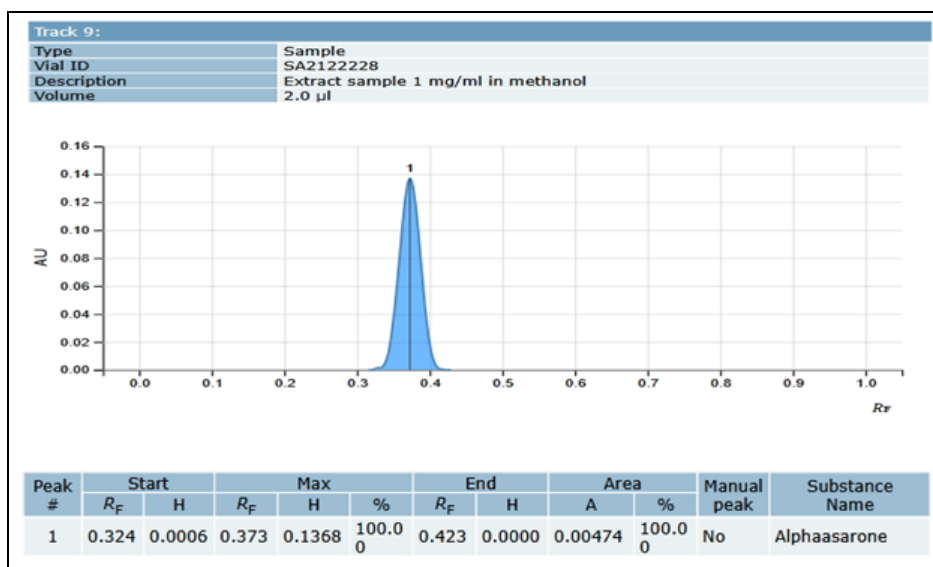 Track 9:
Type Sample
Vial ID SA2122228
Description Extract sample 1 mg/ml in methanol
Volume 2.0 µl
0.16
1
0.14
0.12
0.10
AU
0.08
0.06
0.04
0.02
0.00
0.0 0.1 0.2 0.3 0.4 0.5 0.6 0.7 0.8 0.9 1.0
RF
Peak Start Max End Area Manual Substance
# RF H RF H % RF H A % peak Name
1 0.324 0.0006 0.373 0.1368 100.0 0.423 0.0000 0.00474 100.0 No Alphaasarone
0 0